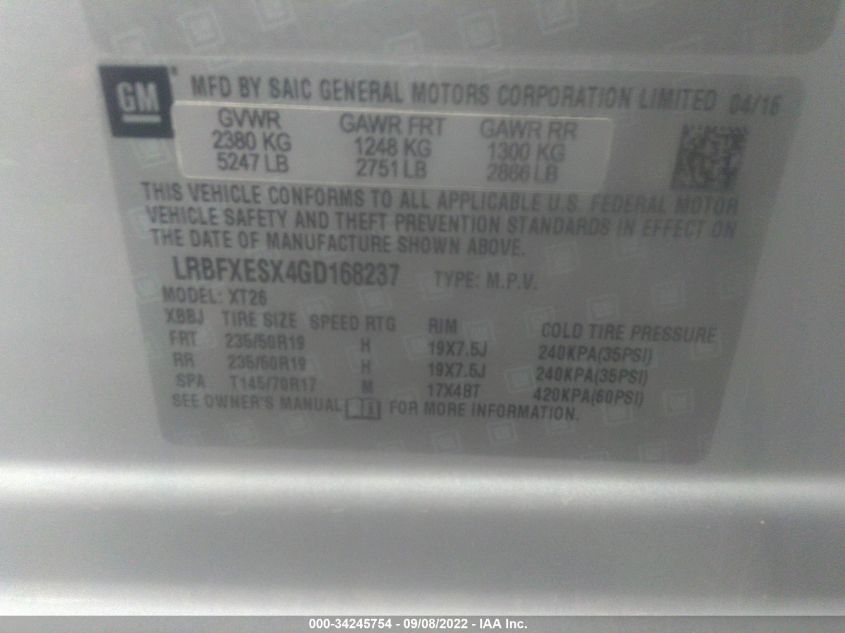 GM
MFD BY SAIC GENERAL MOTORS CORPORATION LIMITED 04/16
GVWR GAWR FRT GAWR RR
2380 KG 1248 KG 1300 KG
5247 LB 2751 LB 2866 LB
THIS VEHICLE CONFORMS TO ALL APPLICABLE U.S. FEDERAL MOTOR
VEHICLE SAFETY AND THEFT PREVENTION STANDARDS IN EFFECT ON
THE DATE OF MANUFACTURE SHOWN ABOVE.
LRBFXESX4GD168237 TYPE: M.P.V.
MODEL: XT26
XBBJ TIRE SIZE SPEED RTG RIM COLD TIRE PRESSURE
FRT 235/50R19 H 19X7.5J 240KPA(35PSI)
RR 235/50R19 H 19X7.5J 240KPA(35PSI)
SPA T145/70R17 M 17X4BT 420KPA(60PSI)
SEE OWNER'S MANUAL FOR MORE INFORMATION.
000-34245754 - 09/08/2022 - IAA Inc.